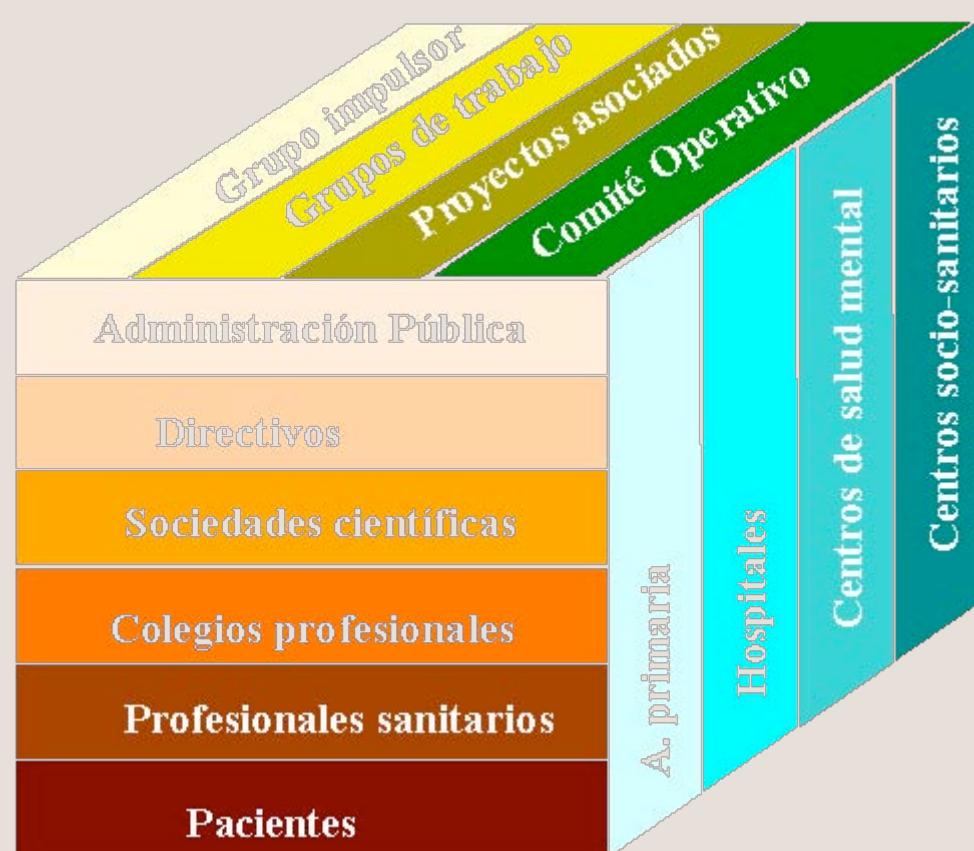 Grupo impulsor
Grupos de trabajo
Proyectos asociados
Comité Operativo
Administración Pública
Directivos
Sociedades científicas
Colegios profesionales
Profesionales sanitarios
Pacientes
A. primaria
Hospitales
Centros de salud mental
Centros socio-sanitarios